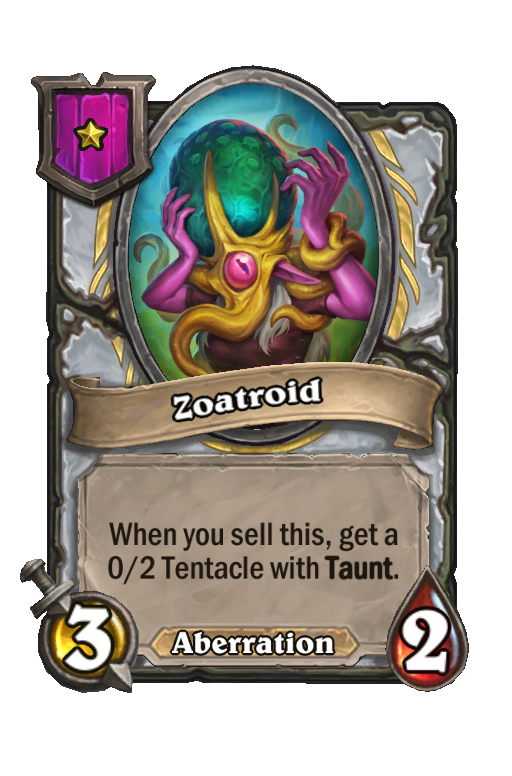 Zoatroid
When you sell this, get a
0/2 Tentacle with Taunt.
3
Aberration
2